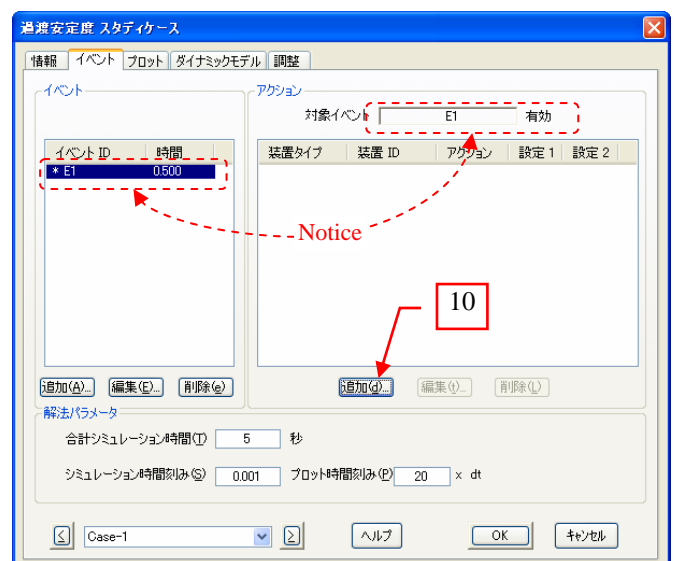 過渡安定度 スタディケース
情報 イベント プロット ダイナミックモデル 調整
イベント
アクション
対象イベント E1 有効
イベント ID 時間
* E1 0.500
装置タイプ 装置 ID アクション 設定 1 設定 2
Notice
10
追加(A)... 編集(E)... 削除(e)
追加(d)... 編集(t)... 削除(L)
解法パラメータ
合計シミュレーション時間(T) 5 秒
シミュレーション時間刻み(S) 0.001 プロット時間刻み(P) 20 x dt
≤ Case-1 ≥ ヘルプ OK キャンセル